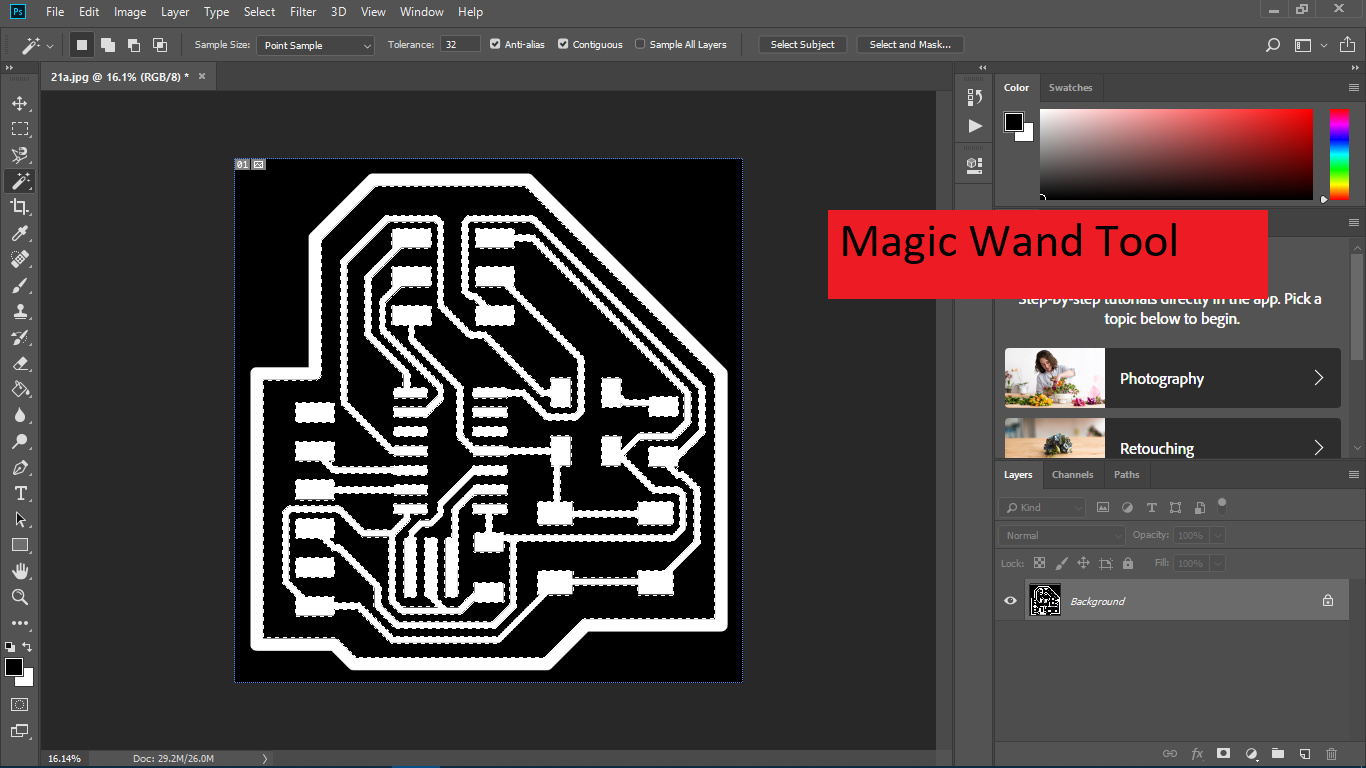 Ps File Edit Image Layer Type Select Filter 3D View Window Help
Sample Size: Point Sample Tolerance: 32 Anti-alias Contiguous Sample All Layers Select Subject Select and Mask...
21a.jpg @ 16.1% (RGB/8) * ×
Color Swatches
01
Magic Wand Tool
Step-by-step tutorials directly in the app. Pick a
topic below to begin.
Photography
Retouching
Layers Channels Paths
Kind
Normal Opacity: 100%
Lock: Fill: 100%
Background
fx
16.14% Doc: 29.2M/26.0M